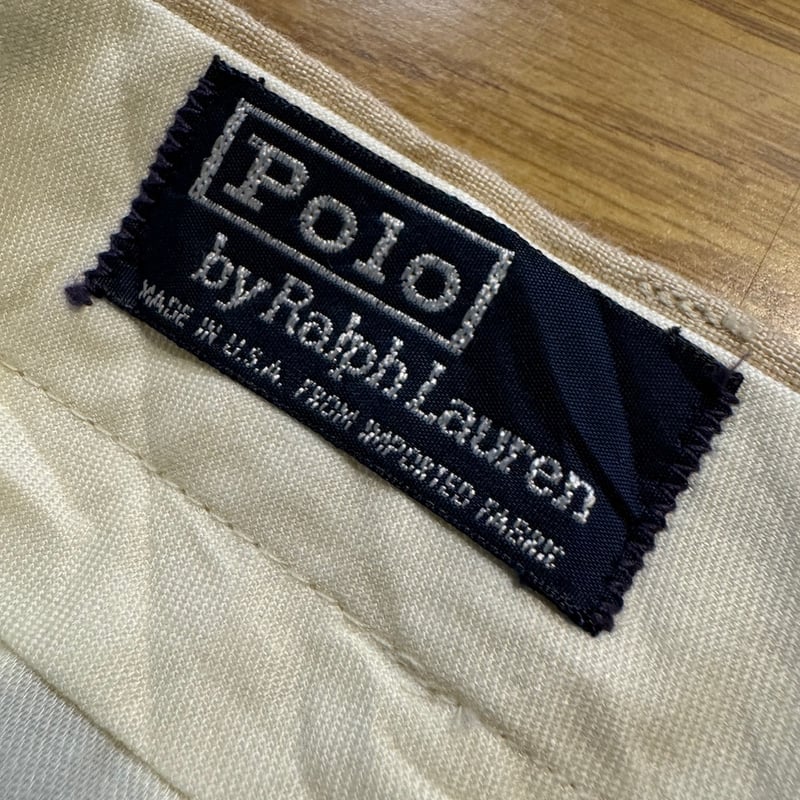 Polo
by Ralph Lauren
MADE IN U.S.A. FROM IMPORTED FABRIC